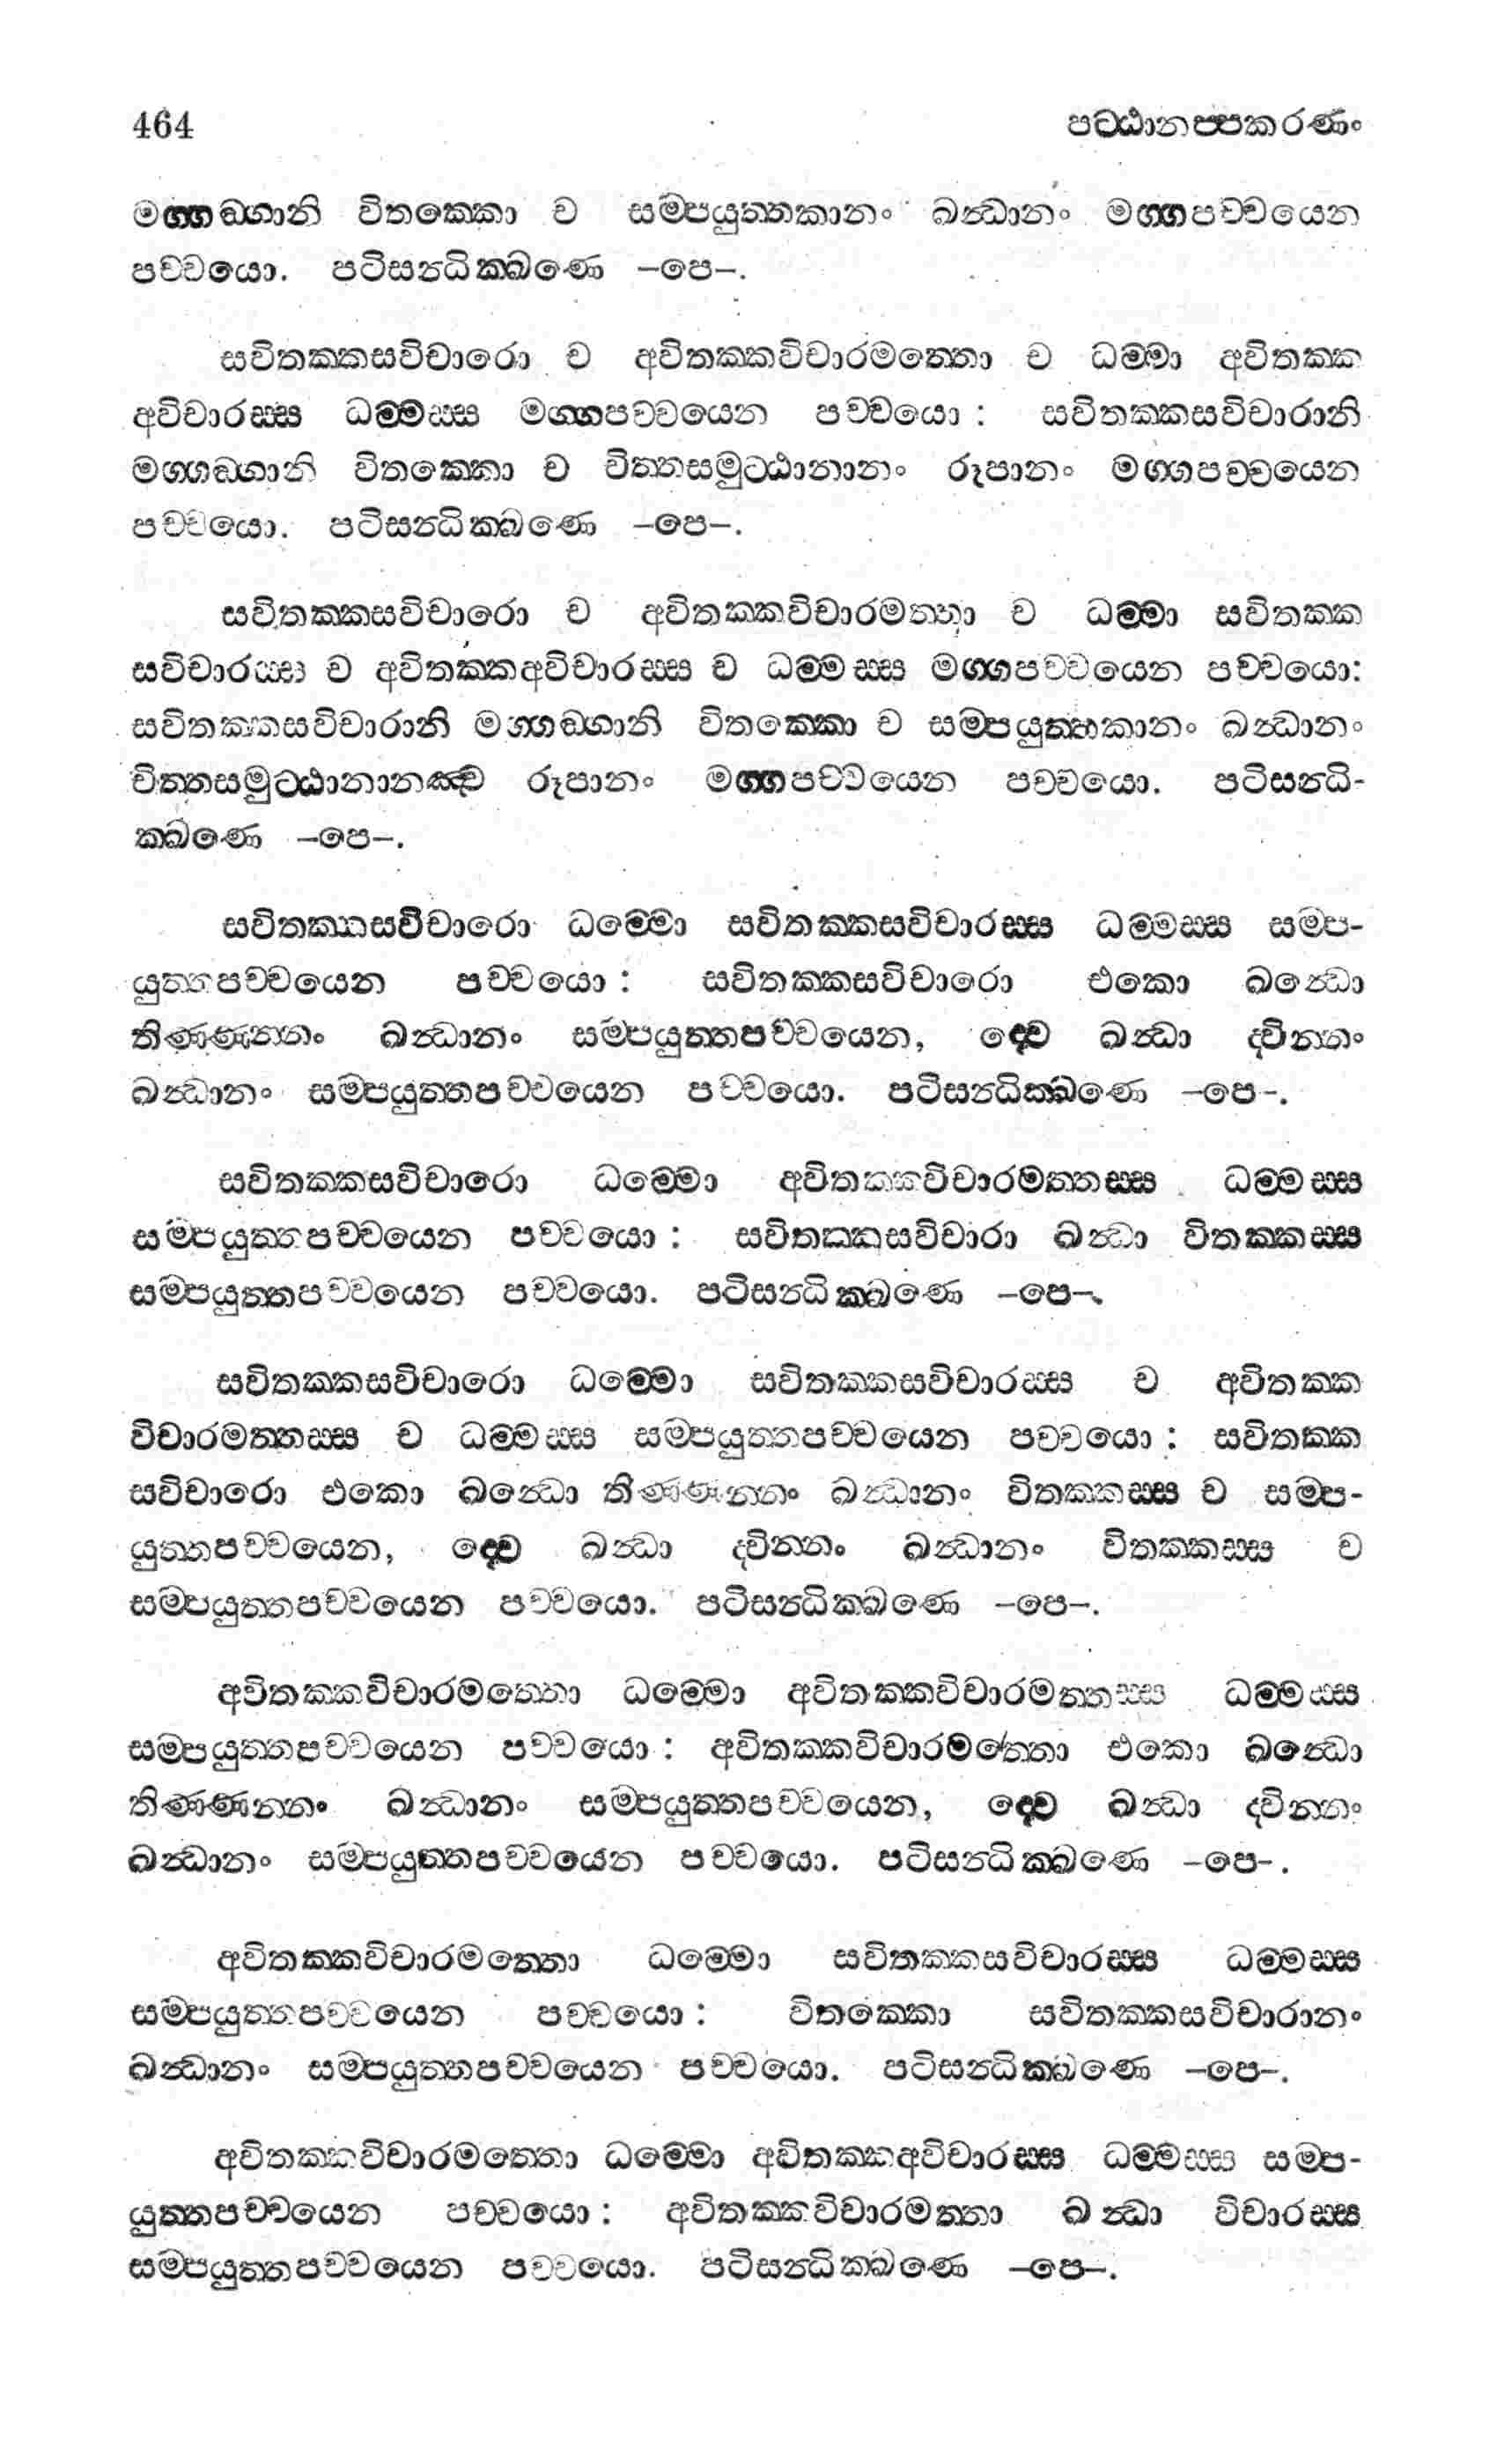 464 පට්ඨානප්පකරණං
මග්ගඞ්ගානි විතක්කො ච සම්පයුත්තකානං ඛන්ධානං මග්ගපච්චයෙන
පච්චයො. පටිසන්ධික්ඛණෙ –පෙ–.
සවිතක්කසවිචාරො ච අවිතක්කවිචාරමත්තො ච ධම්මා අවිතක්ක
අවිචාරස්ස ධම්මස්ස මග්ගපච්චයෙන පච්චයො : සවිතක්කසවිචාරානි
මග්ගඞ්ගානි විතක්කො ච චිත්තසමුට්ඨානානං රූපානං මග්ගපච්චයෙන
පච්චයො. පටිසන්ධික්ඛණෙ –පෙ–.
සවිතක්කසවිචාරො ච අවිතක්කවිචාරමත්තා ච ධම්මා සවිතක්ක
සවිචාරස්ස ච අවිතක්කඅවිචාරස්ස ච ධම්මස්ස මග්ගපච්චයෙන පච්චයො:
සවිතක්කසවිචාරානි මග්ගඞ්ගානි විතක්කො ච සම්පයුත්තකානං ඛන්ධානං
චිත්තසමුට්ඨානානඤ්ච රූපානං මග්ගපච්චයෙන පච්චයො. පටිසන්ධි-
ක්ඛණෙ –පෙ–.
සවිතක්කසවිචාරො ධම්මො සවිතක්කසවිචාරස්ස ධම්මස්ස සම්ප-
යුත්තපච්චයෙන පච්චයො : සවිතක්කසවිචාරො එකො ඛන්ධො
තිණ්ණන්නං ඛන්ධානං සම්පයුත්තපච්චයෙන, ද්වෙ ඛන්ධා ද්වින්නං
ඛන්ධානං සම්පයුත්තපච්චයෙන පච්චයො. පටිසන්ධික්ඛණෙ –පෙ–.
සවිතක්කසවිචාරො ධම්මො අවිතක්කවිචාරමත්තස්ස ධම්මස්ස
සම්පයුත්තපච්චයෙන පච්චයො : සවිතක්කසවිචාරා ඛන්ධා විතක්කස්ස
සම්පයුත්තපච්චයෙන පච්චයො. පටිසන්ධික්ඛණෙ –පෙ–.
සවිතක්කසවිචාරො ධම්මො සවිතක්කසවිචාරස්ස ච අවිතක්ක
විචාරමත්තස්ස ච ධම්මස්ස සම්පයුත්තපච්චයෙන පච්චයො : සවිතක්ක
සවිචාරො එකො ඛන්ධො තිණ්ණන්නං ඛන්ධානං විතක්කස්ස ච සම්ප-
යුත්තපච්චයෙන, ද්වෙ ඛන්ධා ද්වින්නං ඛන්ධානං විතක්කස්ස ච
සම්පයුත්තපච්චයෙන පච්චයො. පටිසන්ධික්ඛණෙ –පෙ–.
අවිතක්කවිචාරමත්තො ධම්මො අවිතක්කවිචාරමත්තස්ස ධම්මස්ස
සම්පයුත්තපච්චයෙන පච්චයො : අවිතක්කවිචාරමත්තො එකො ඛන්ධො
තිණ්ණන්නං ඛන්ධානං සම්පයුත්තපච්චයෙන, ද්වෙ ඛන්ධා ද්වින්නං
ඛන්ධානං සම්පයුත්තපච්චයෙන පච්චයො. පටිසන්ධික්ඛණෙ –පෙ–.
අවිතක්කවිචාරමත්තො ධම්මො සවිතක්කසවිචාරස්ස ධම්මස්ස
සම්පයුත්තපච්චයෙන පච්චයො : විතක්කො සවිතක්කසවිචාරානං
ඛන්ධානං සම්පයුත්තපච්චයෙන පච්චයො. පටිසන්ධික්ඛණෙ –පෙ–.
අවිතක්කවිචාරමත්තො ධම්මො අවිතක්කඅවිචාරස්ස ධම්මස්ස සම්ප-
යුත්තපච්චයෙන පච්චයො : අවිතක්කවිචාරමත්තා ඛන්ධා විචාරස්ස
සම්පයුත්තපච්චයෙන පච්චයො. පටිසන්ධික්ඛණෙ –පෙ–.